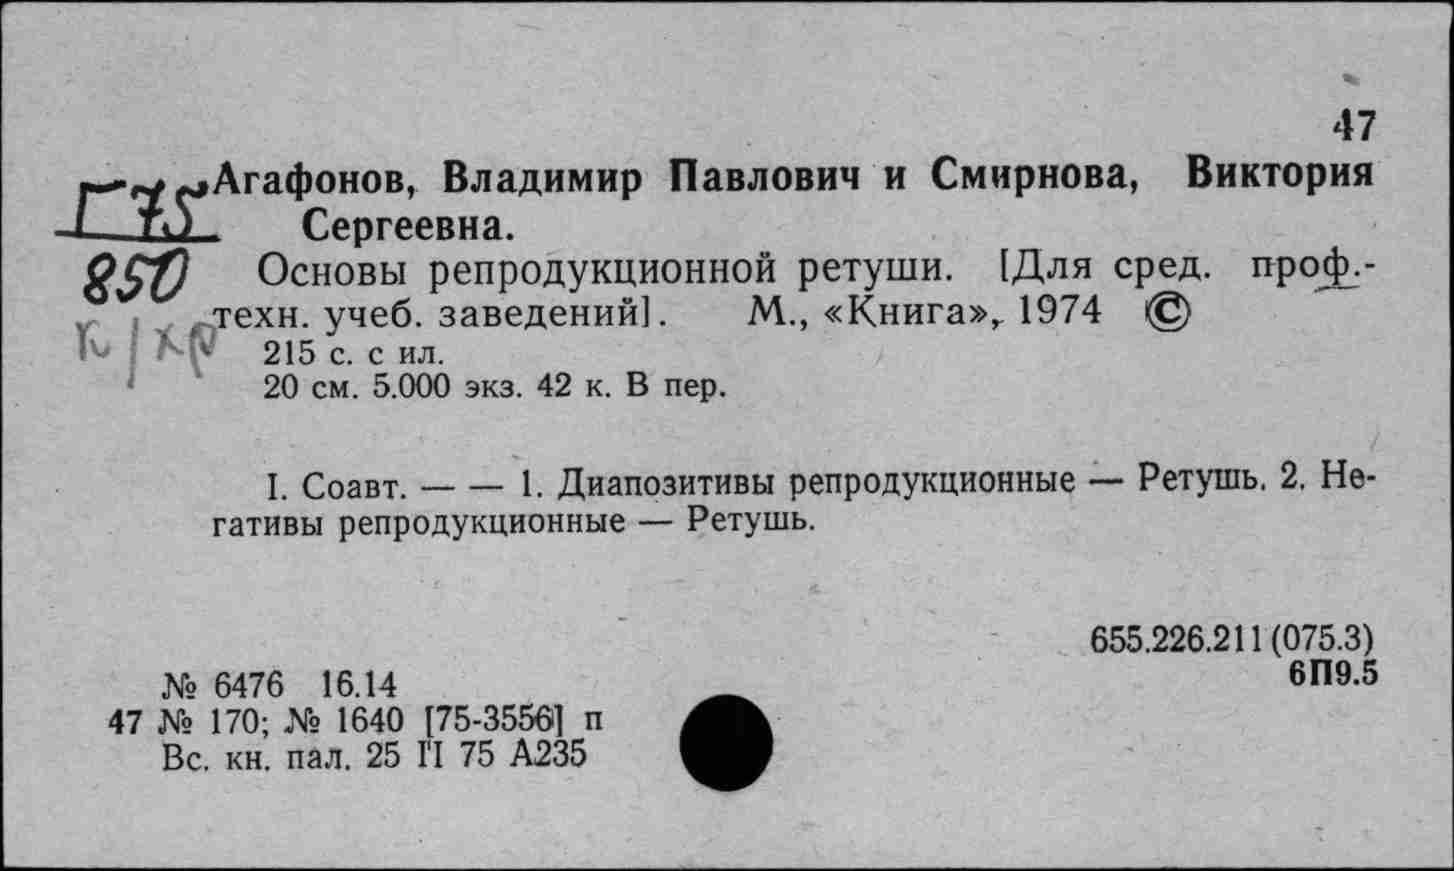 47
Агафонов, Владимир Павлович и Смирнова, Виктория
Сергеевна.
Г75
850
Основы репродукционной ретуши. [Для сред. проф.-
техн. учеб. заведений]. М., «Книга», 1974 ©
215 с. с ил.
20 см. 5.000 экз. 42 к. В пер.
I. Соавт. — — 1. Диапозитивы репродукционные — Ретушь. 2. Не-
гативы репродукционные — Ретушь.
655.226.211(075.3)
6П9.5
№ 6476 16.14
47 № 170; № 1640 [75-3556] п
Вс. кн. пал. 25 II 75 А235